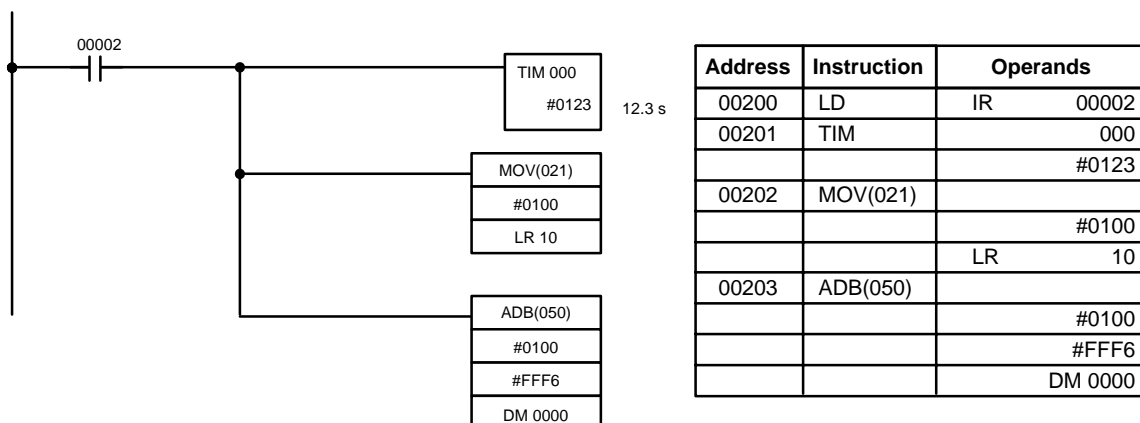 00002
TIM 000
#0123
12.3 s
MOV(021)
#0100
LR 10
ADB(050)
#0100
#FFF6
DM 0000
Address Instruction Operands
00200 LD IR 00002
00201 TIM 000
#0123
00202 MOV(021)
#0100
LR 10
00203 ADB(050)
#0100
#FFF6
DM 0000